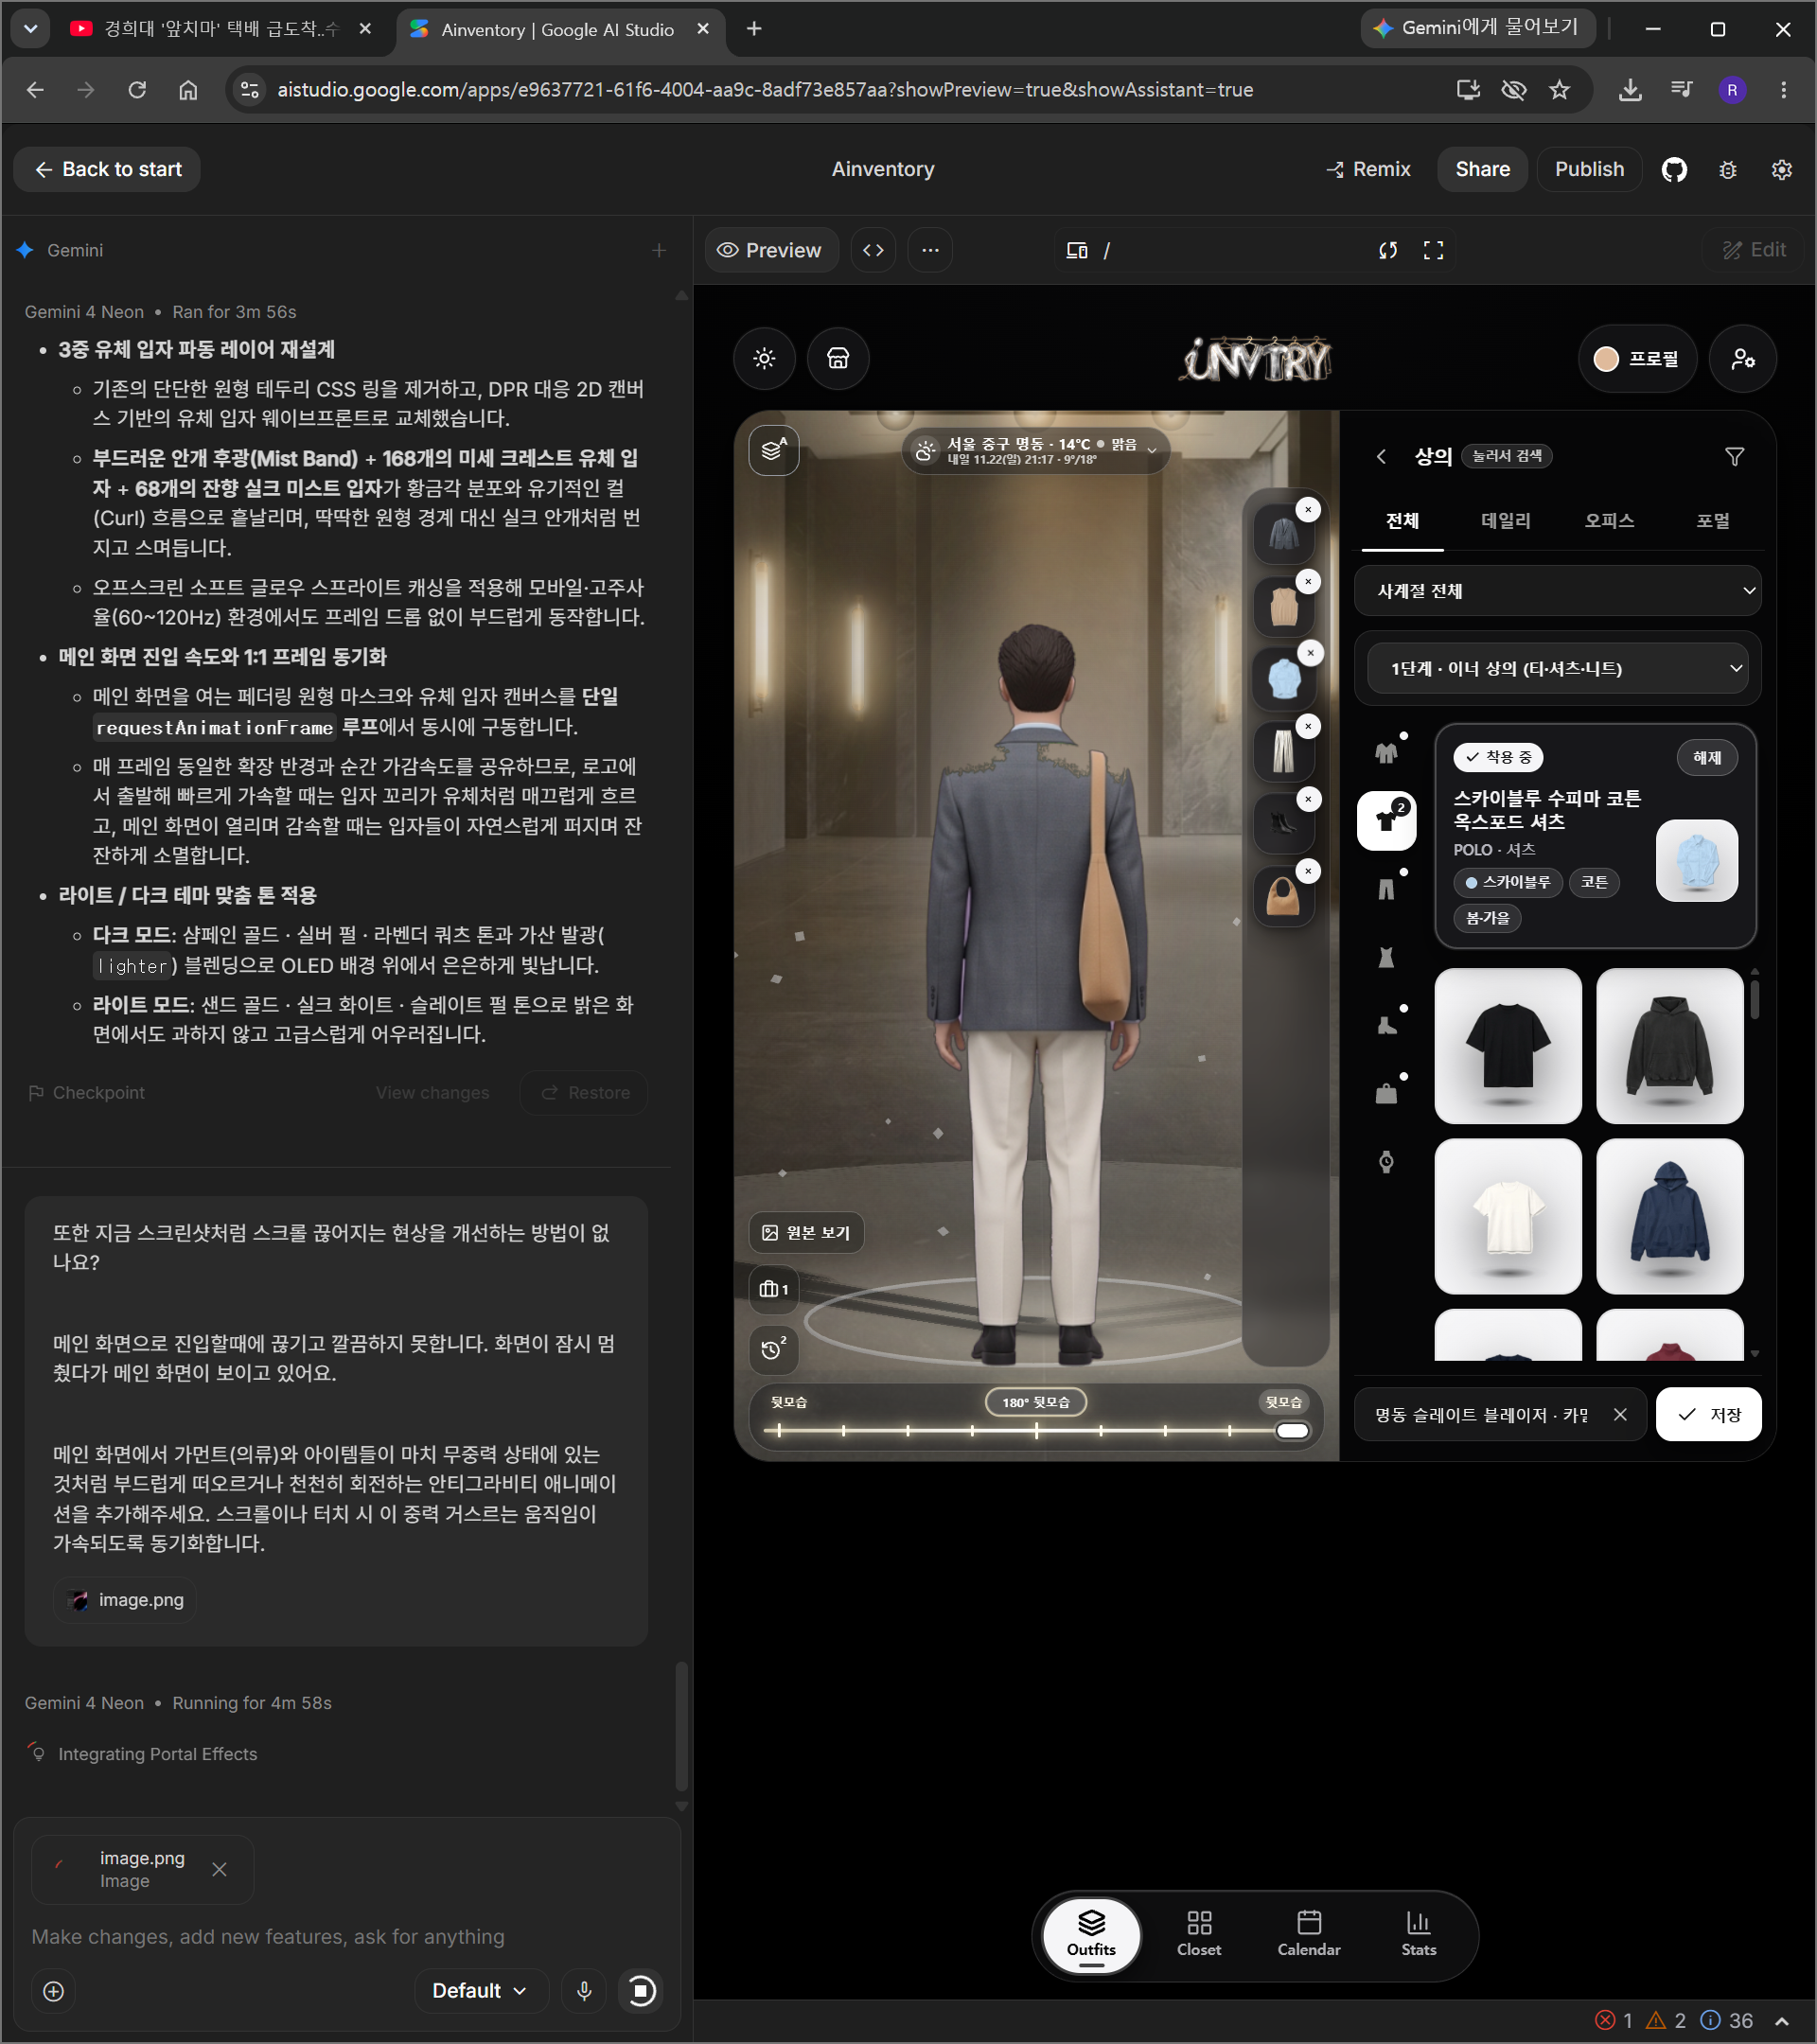 경희대 '앞치마' 택배 급도착..수
Ainventory | Google AI Studio
Gemini에게 물어보기
aistudio.google.com/apps/e9637721-61f6-4004-aa9c-8adf73e857aa?showPreview=true&showAssistant=true
R
Back to start
Ainventory
Remix
Share
Publish
Gemini
Preview
/
Edit
Gemini 4 Neon • Ran for 3m 56s
3중 유체 입자 파동 레이어 재설계
기존의 단단한 원형 테두리 CSS 링을 제거하고, DPR 대응 2D 캔버
스 기반의 유체 입자 웨이브프론트로 교체했습니다.
부드러운 안개 후광(Mist Band) + 168개의 미세 크레스트 유체 입
자 + 68개의 잔향 실크 미스트 입자가 황금각 분포와 유기적인 컬
(Curl) 흐름으로 흩날리며, 딱딱한 원형 경계 대신 실크 안개처럼 번
지고 스며듭니다.
오프스크린 소프트 글로우 스프라이트 캐싱을 적용해 모바일·고주사
율(60~120Hz) 환경에서도 프레임 드롭 없이 부드럽게 동작합니다.
메인 화면 진입 속도와 1:1 프레임 동기화
메인 화면을 여는 페더링 원형 마스크와 유체 입자 캔버스를 단일
requestAnimationFrame 루프에서 동시에 구동합니다.
매 프레임 동일한 확장 반경과 순간 가감속도를 공유하므로, 로고에
서 출발해 빠르게 가속할 때는 입자 꼬리가 유체처럼 매끄럽게 흐르
고, 메인 화면이 열리며 감속할 때는 입자들이 자연스럽게 퍼지며 잔
잔하게 소멸합니다.
라이트 / 다크 테마 맞춤 톤 적용
다크 모드: 샴페인 골드 · 실버 펄 · 라벤더 쿼츠 톤과 가산 발광(
lighter) 블렌딩으로 OLED 배경 위에서 은은하게 빛납니다.
라이트 모드: 샌드 골드 · 실크 화이트 · 슬레이트 펄 톤으로 밝은 화
면에서도 과하지 않고 고급스럽게 어우러집니다.
Checkpoint
View changes
Restore
또한 지금 스크린샷처럼 스크롤 끊어지는 현상을 개선하는 방법이 없
나요?
메인 화면으로 진입할때에 끊기고 깔끔하지 못합니다. 화면이 잠시 멈
췄다가 메인 화면이 보이고 있어요.
메인 화면에서 가먼트(의류)와 아이템들이 마치 무중력 상태에 있는
것처럼 부드럽게 떠오르거나 천천히 회전하는 안티그라비티 애니메이
션을 추가해주세요. 스크롤이나 터치 시 이 중력 거스르는 움직임이
가속되도록 동기화합니다.
image.png
Gemini 4 Neon • Running for 4m 58s
Integrating Portal Effects
image.png
Image
Make changes, add new features, ask for anything
Default
iNVTRY
프로필
A
서울 중구 명동 · 14°C 맑음
내일 11.22(일) 21:17 · 9°/18°
원본 보기
1
2
뒷모습
180° 뒷모습
뒷모습
상의
눌러서 검색
전체
데일리
오피스
포멀
사계절 전체
1단계 · 이너 상의 (티·셔츠·니트)
2
착용 중
해제
스카이블루 수피마 코튼
옥스포드 셔츠
POLO · 셔츠
스카이블루
코튼
봄·가을
명동 슬레이트 블레이저 · 카멜
저장
Outfits
Closet
Calendar
Stats
1
2
36